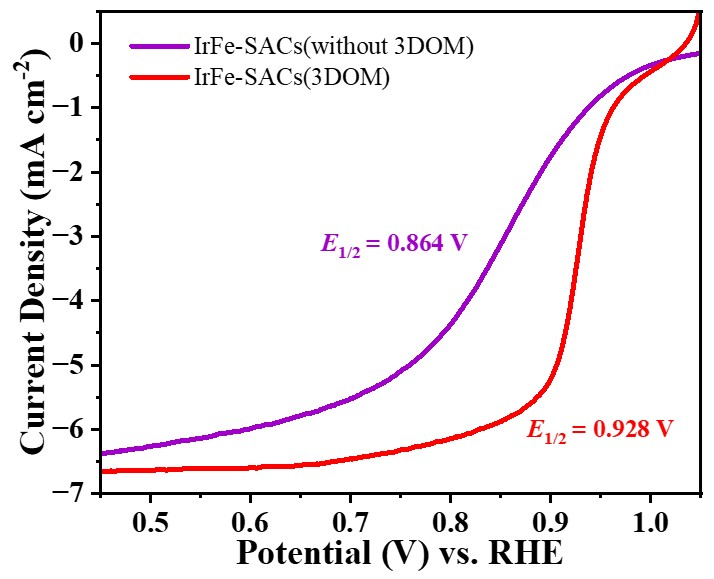 IrFe-SACs(without 3DOM)
IrFe-SACs(3DOM)
E1/2 = 0.864 V
E1/2 = 0.928 V
Current Density (mA cm-2)
0
−1
−2
−3
−4
−5
−6
−7
0.5 0.6 0.7 0.8 0.9 1.0
Potential (V) vs. RHE